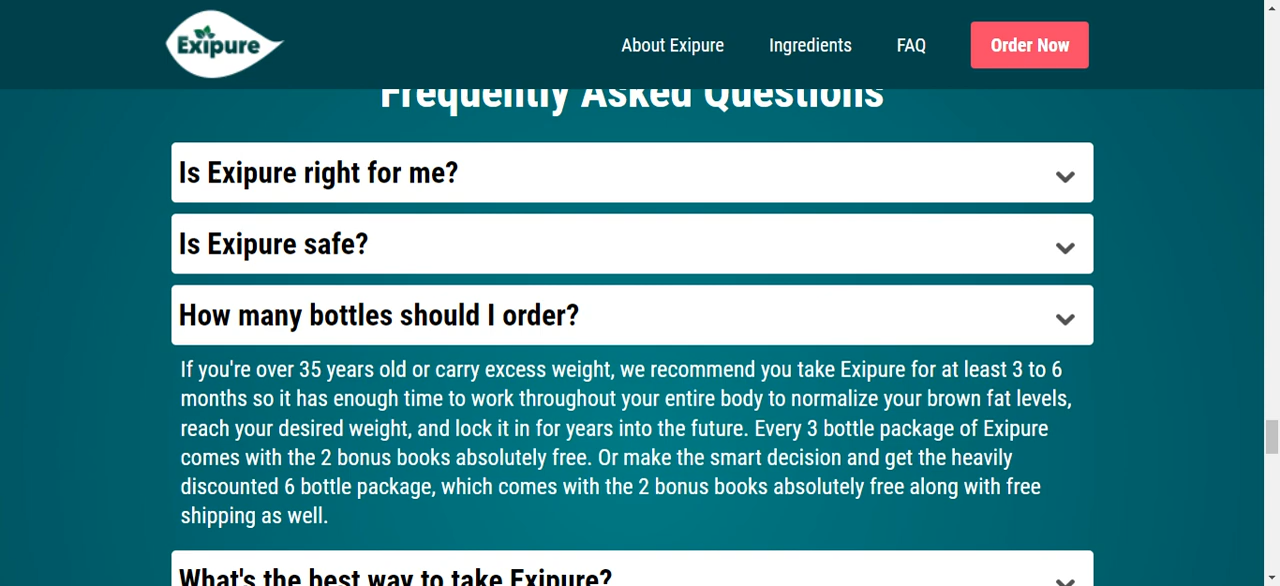 Exipure
About Exipure
Ingredients
FAQ
Order Now
Frequently Asked Questions
Is Exipure right for me?
Is Exipure safe?
How many bottles should I order?
If you're over 35 years old or carry excess weight, we recommend you take Exipure for at least 3 to 6
months so it has enough time to work throughout your entire body to normalize your brown fat levels,
reach your desired weight, and lock it in for years into the future. Every 3 bottle package of Exipure
comes with the 2 bonus books absolutely free. Or make the smart decision and get the heavily
discounted 6 bottle package, which comes with the 2 bonus books absolutely free along with free
shipping as well.
What's the best way to take Exipure?